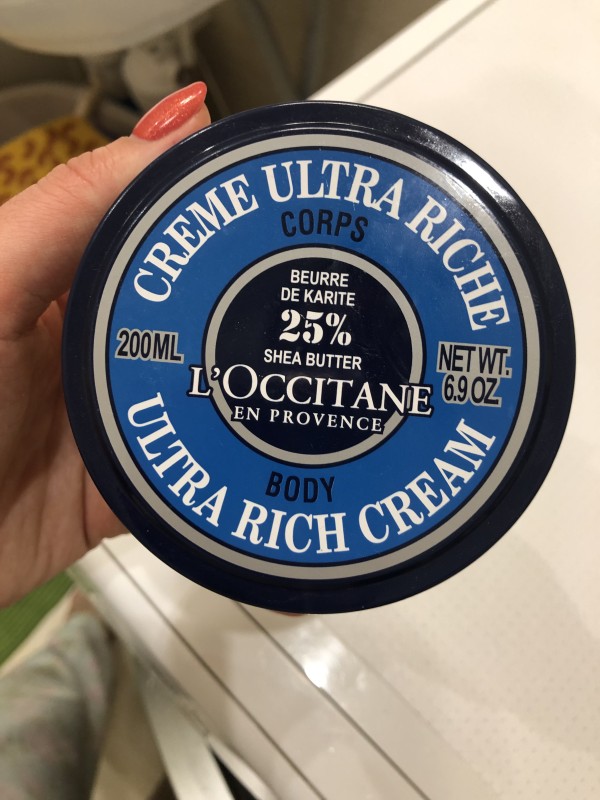 CREME ULTRA RICHE
CORPS
BEURRE
DE KARITE
25%
SHEA BUTTER
200ML
NET WT.
6.9 OZ
L'OCCITANE
EN PROVENCE
BODY
ULTRA RICH CREAM